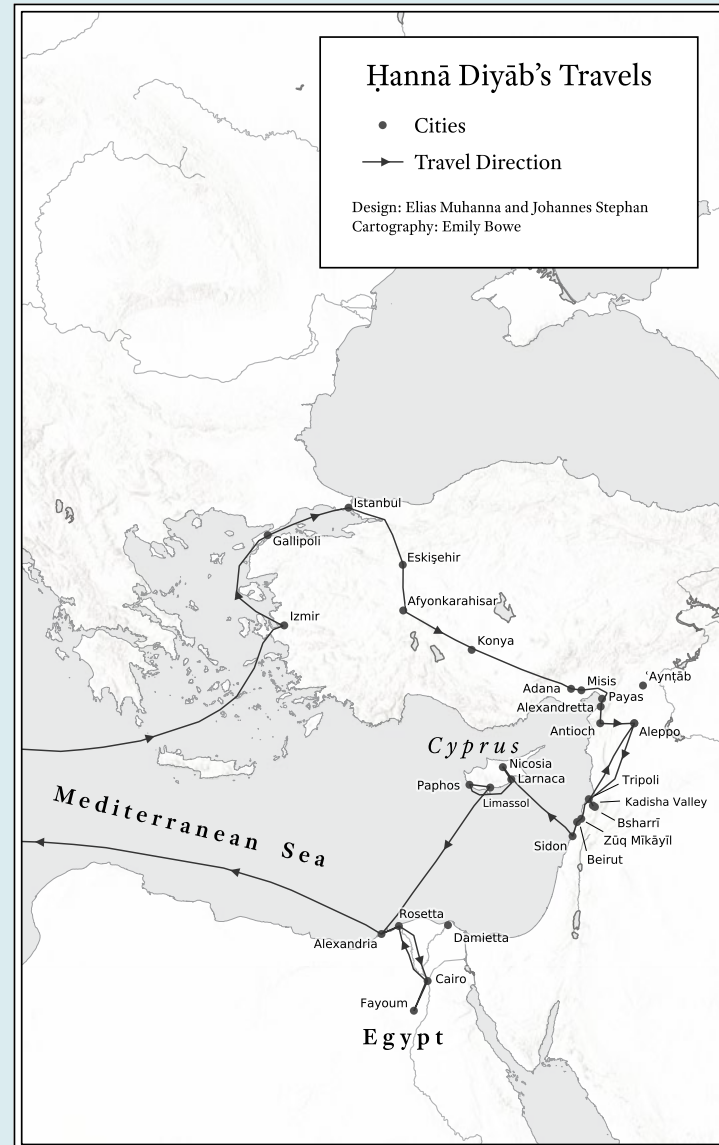 Ḥannā Diyāb’s Travels
Cities
Travel Direction
Design: Elias Muhanna and Johannes Stephan
Cartography: Emily Bowe
Istanbul
Gallipoli
Eskişehir
Afyonkarahisar
Izmir
Konya
Adana
Misis
ʿAynṭāb
Payas
Alexandretta
Antioch
Aleppo
Cyprus
Nicosia
Larnaca
Paphos
Limassol
Tripoli
Kadisha Valley
Bsharrī
Zūq Mīkāyīl
Sidon
Beirut
Mediterranean Sea
Rosetta
Alexandria
Damietta
Cairo
Fayoum
Egypt